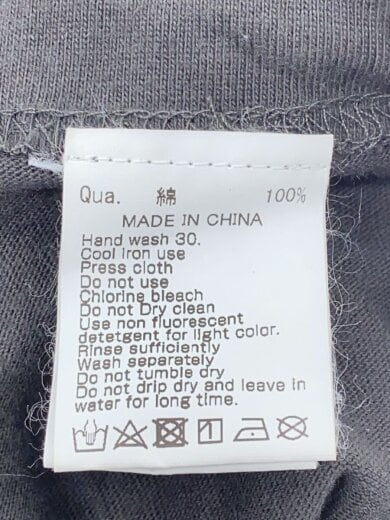 Qua. 綿 100%
MADE IN CHINA
Hand wash 30.
Cool iron use
Press cloth
Do not use
Chlorine bleach
Do not Dry clean
Use non fluorescent
detetgent for light color.
Rinse sufficiently
Wash separately
Do not tumble dry
Do not drip dry and leave in
water for long time.